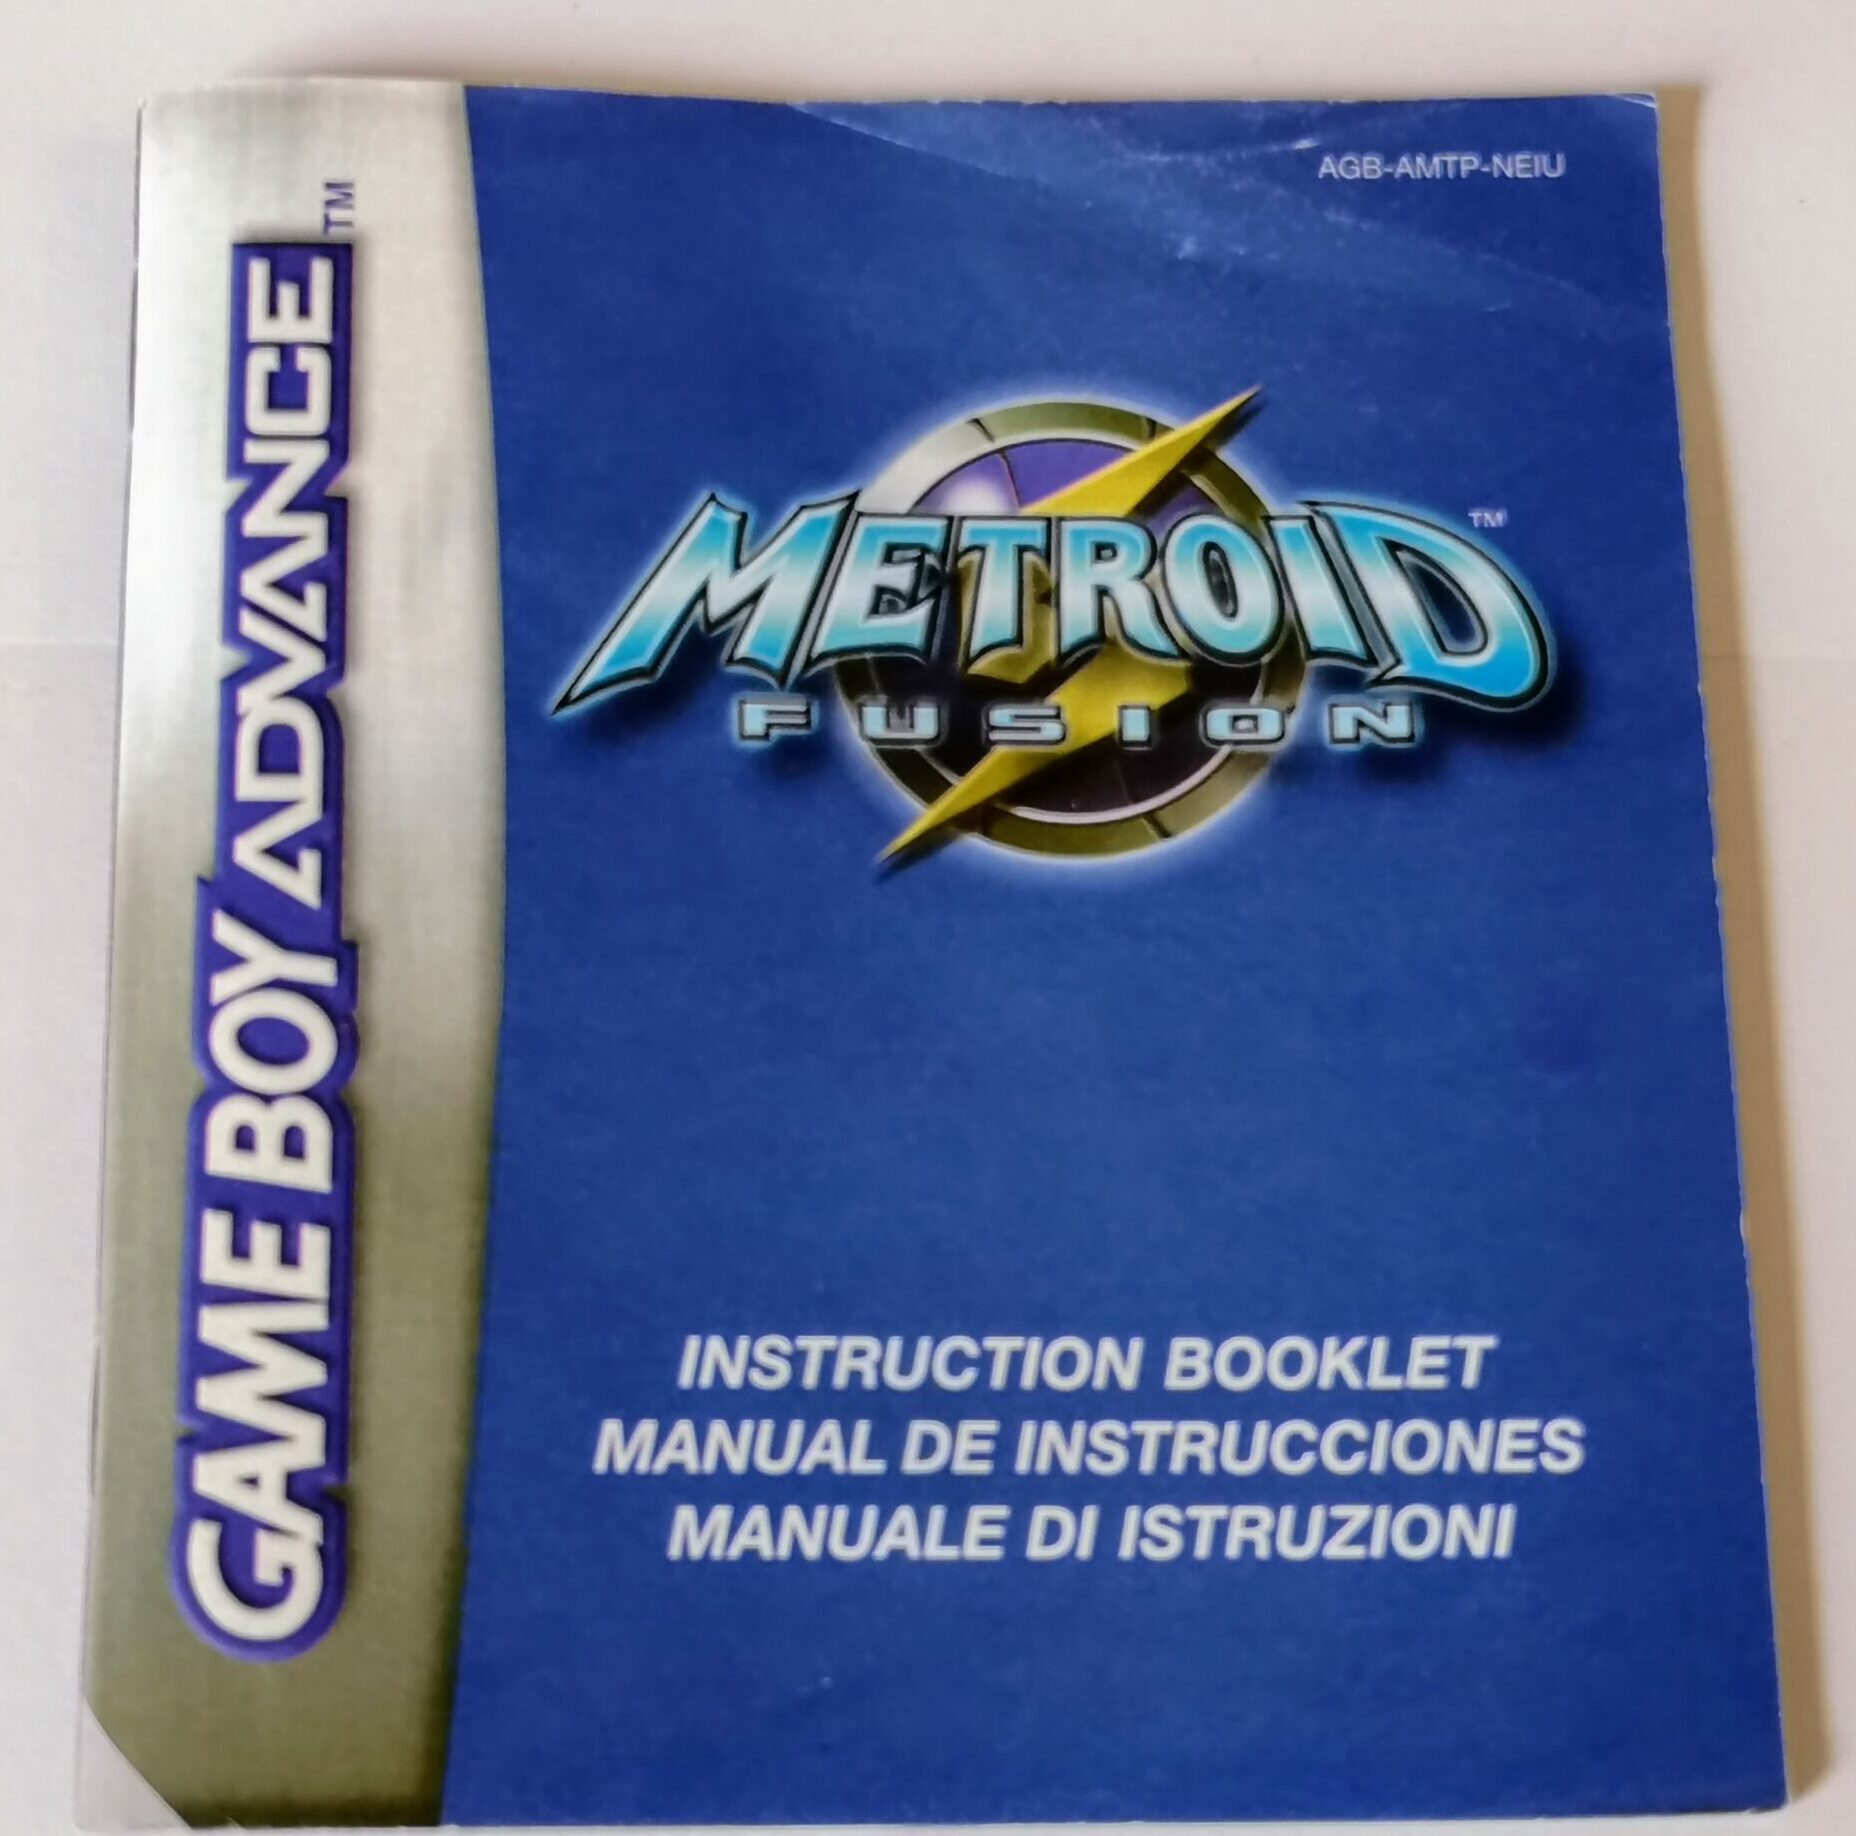 GAME BOY ADVANCE™
AGB-AMTP-NEIU
METROID™
FUSION
INSTRUCTION BOOKLET
MANUAL DE INSTRUCCIONES
MANUALE DI ISTRUZIONI